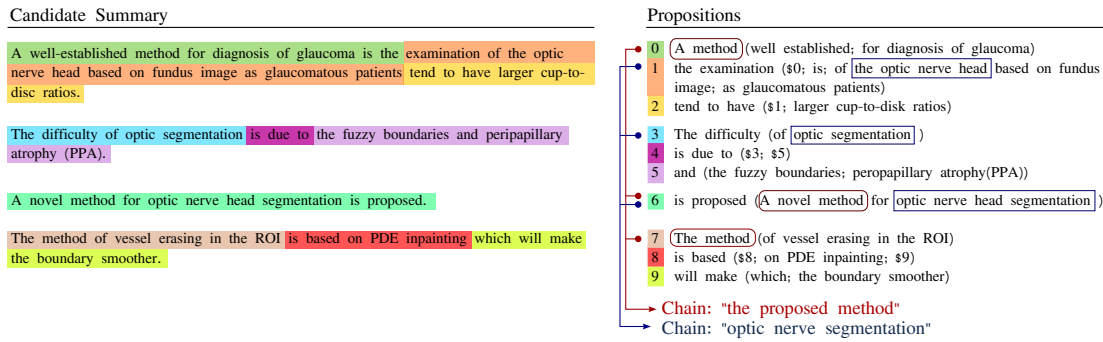 Candidate Summary
A well-established method for diagnosis of glaucoma is the examination of the optic
nerve head based on fundus image as glaucomatous patients tend to have larger cup-to-
disc ratios.
The difficulty of optic segmentation is due to the fuzzy boundaries and peripapillary
atrophy (PPA).
A novel method for optic nerve head segmentation is proposed.
The method of vessel erasing in the ROI is based on PDE inpainting which will make
the boundary smoother.
Propositions
0 A method (well established; for diagnosis of glaucoma)
1 the examination ($0; is; of the optic nerve head based on fundus
image; as glaucomatous patients)
2 tend to have ($1; larger cup-to-disk ratios)
3 The difficulty (of optic segmentation )
4 is due to ($3; $5)
5 and (the fuzzy boundaries; peropapillary atrophy(PPA))
6 is proposed (A novel method for optic nerve head segmentation )
7 The method (of vessel erasing in the ROI)
8 is based ($8; on PDE inpainting; $9)
9 will make (which; the boundary smoother)
Chain: "the proposed method"
Chain: "optic nerve segmentation"